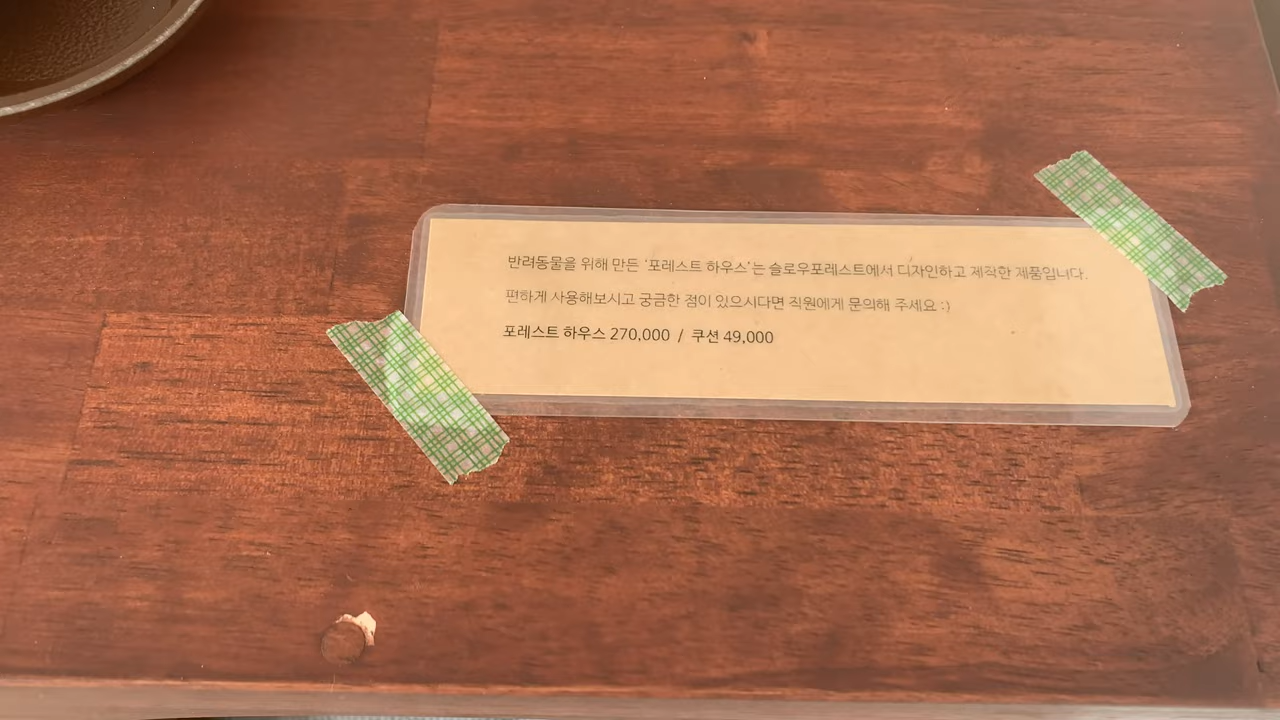 반려동물을 위해 만든 '포레스트 하우스'는 슬로우포레스트에서 디자인하고 제작한 제품입니다.
편하게 사용해보시고 궁금한 점이 있으시다면 직원에게 문의해 주세요 :)
포레스트 하우스 270,000 / 쿠션 49,000